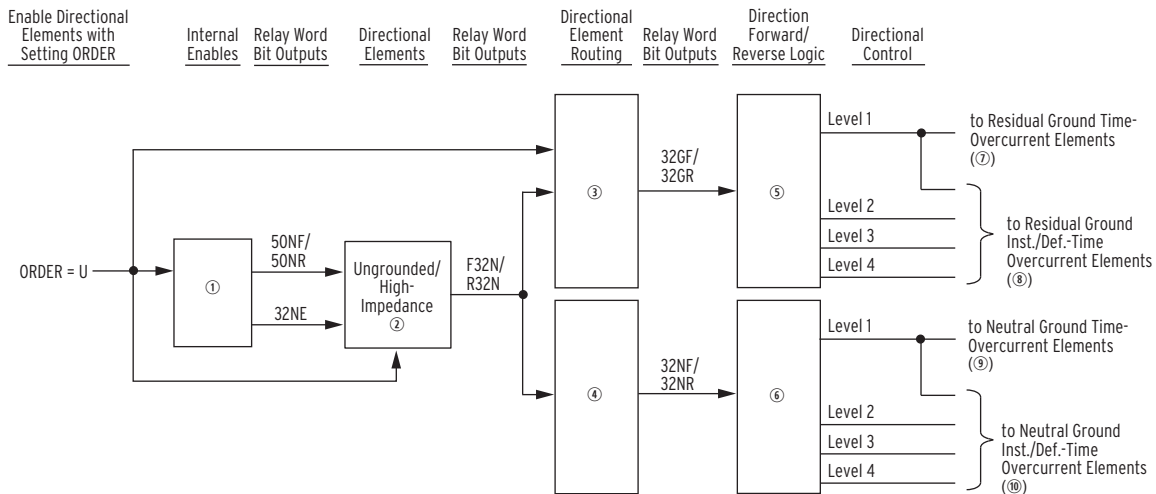 Enable Directional
Elements with
Setting ORDER
Internal
Enables
Relay Word
Bit Outputs
Directional
Elements
Relay Word
Bit Outputs
Directional
Element
Routing
Relay Word
Bit Outputs
Direction
Forward/
Reverse Logic
Directional
Control
ORDER = U
①
50NF/
50NR
32NE
Ungrounded/
High-
Impedance
②
F32N/
R32N
③
32GF/
32GR
⑤
Level 1
Level 2
Level 3
Level 4
to Residual Ground Time-
Overcurrent Elements
(⑦)
to Residual Ground
Inst./Def.-Time
Overcurrent Elements
(⑧)
④
32NF/
32NR
⑥
Level 1
Level 2
Level 3
Level 4
to Neutral Ground Time-
Overcurrent Elements
(⑨)
to Neutral Ground
Inst./Def.-Time
Overcurrent Elements
(⑩)